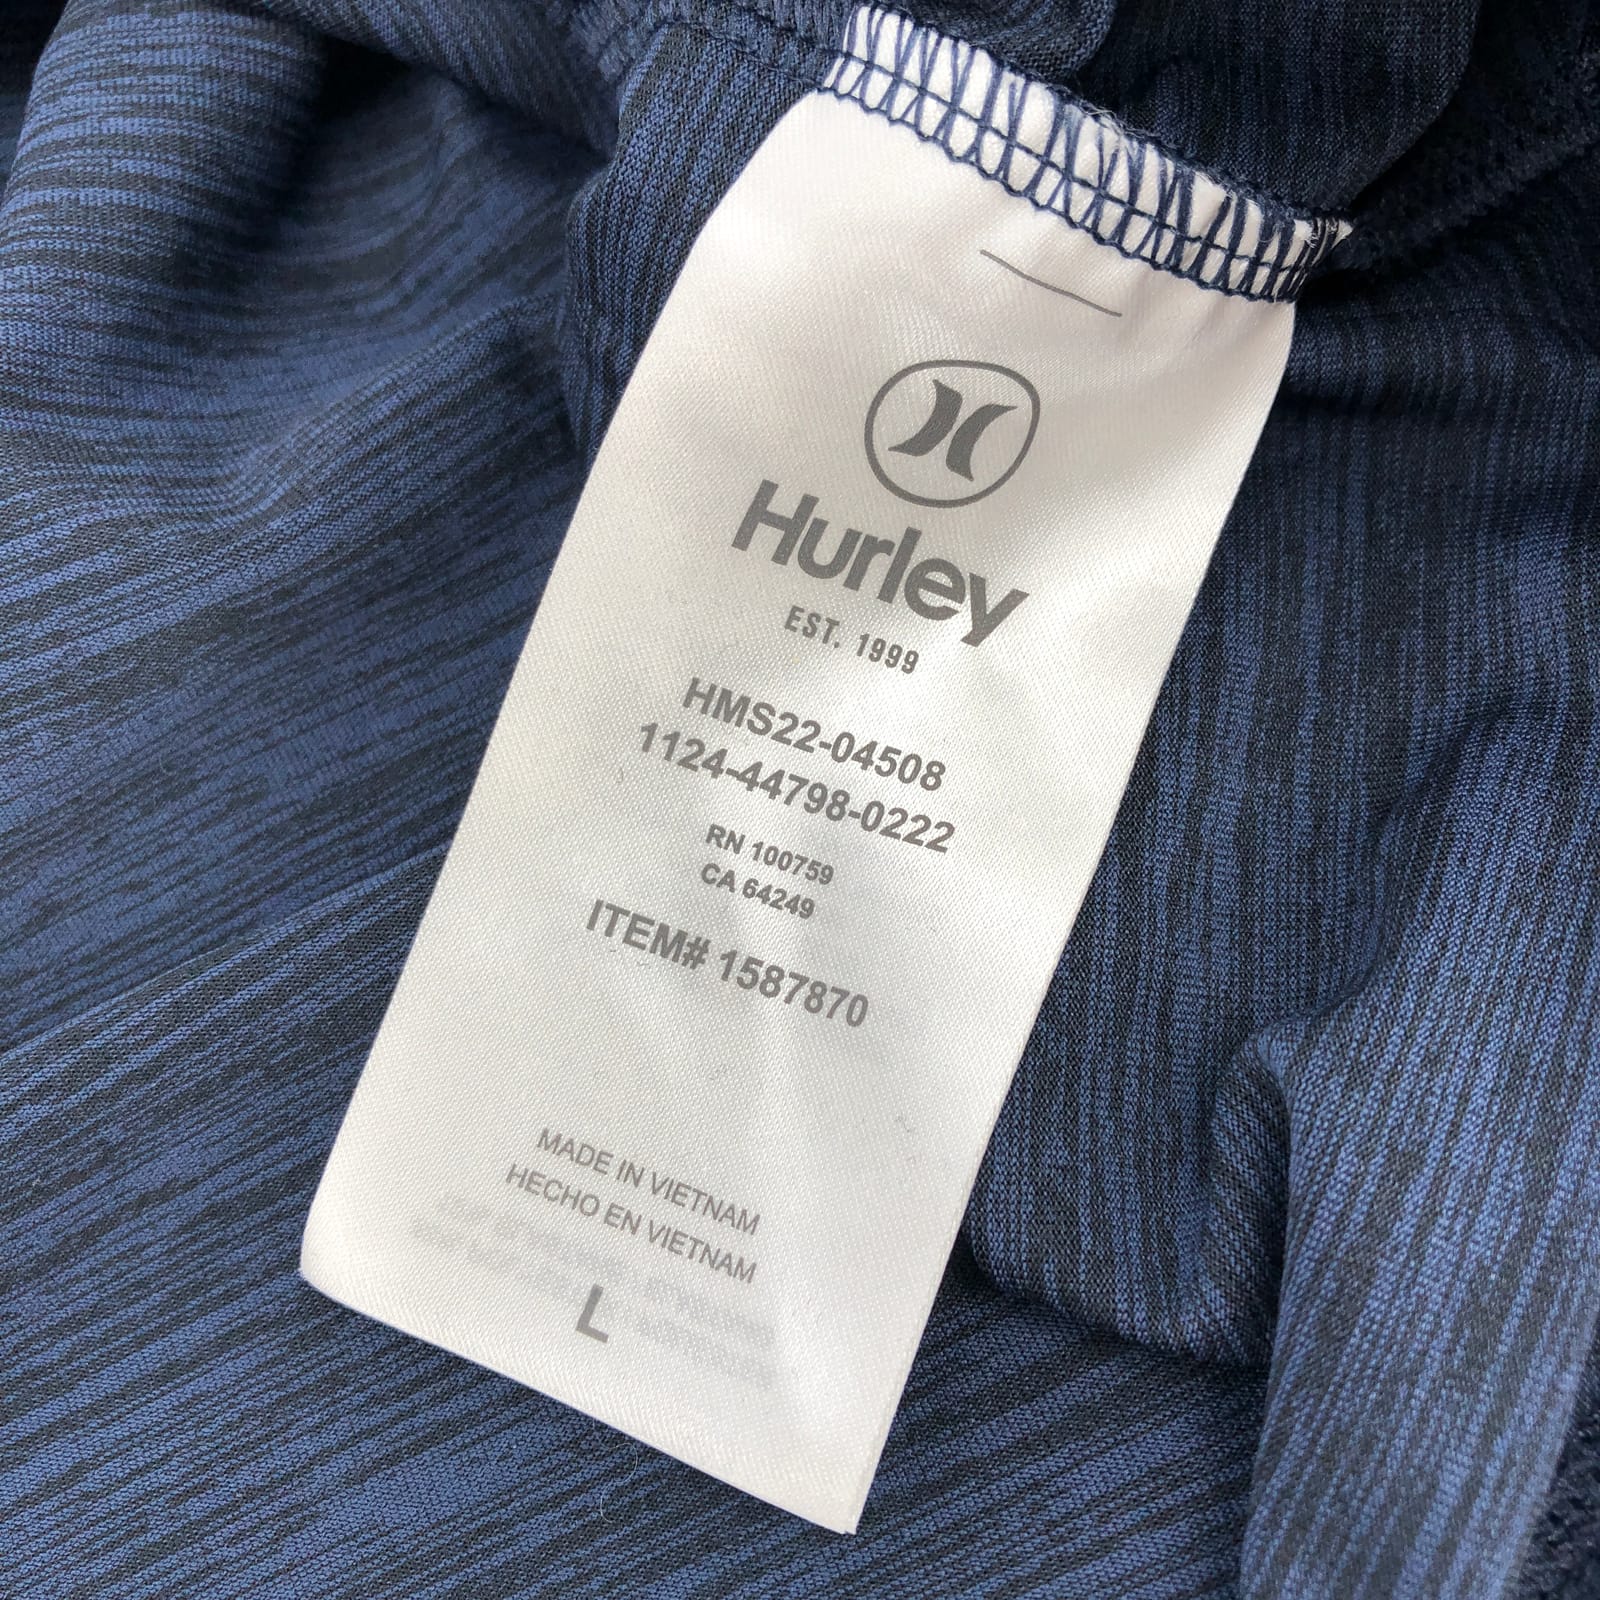 Hurley
EST. 1999
HMS22-04508
1124-44798-0222
RN 100759
CA 64249
ITEM# 1587870
MADE IN VIETNAM
HECHO EN VIETNAM
L